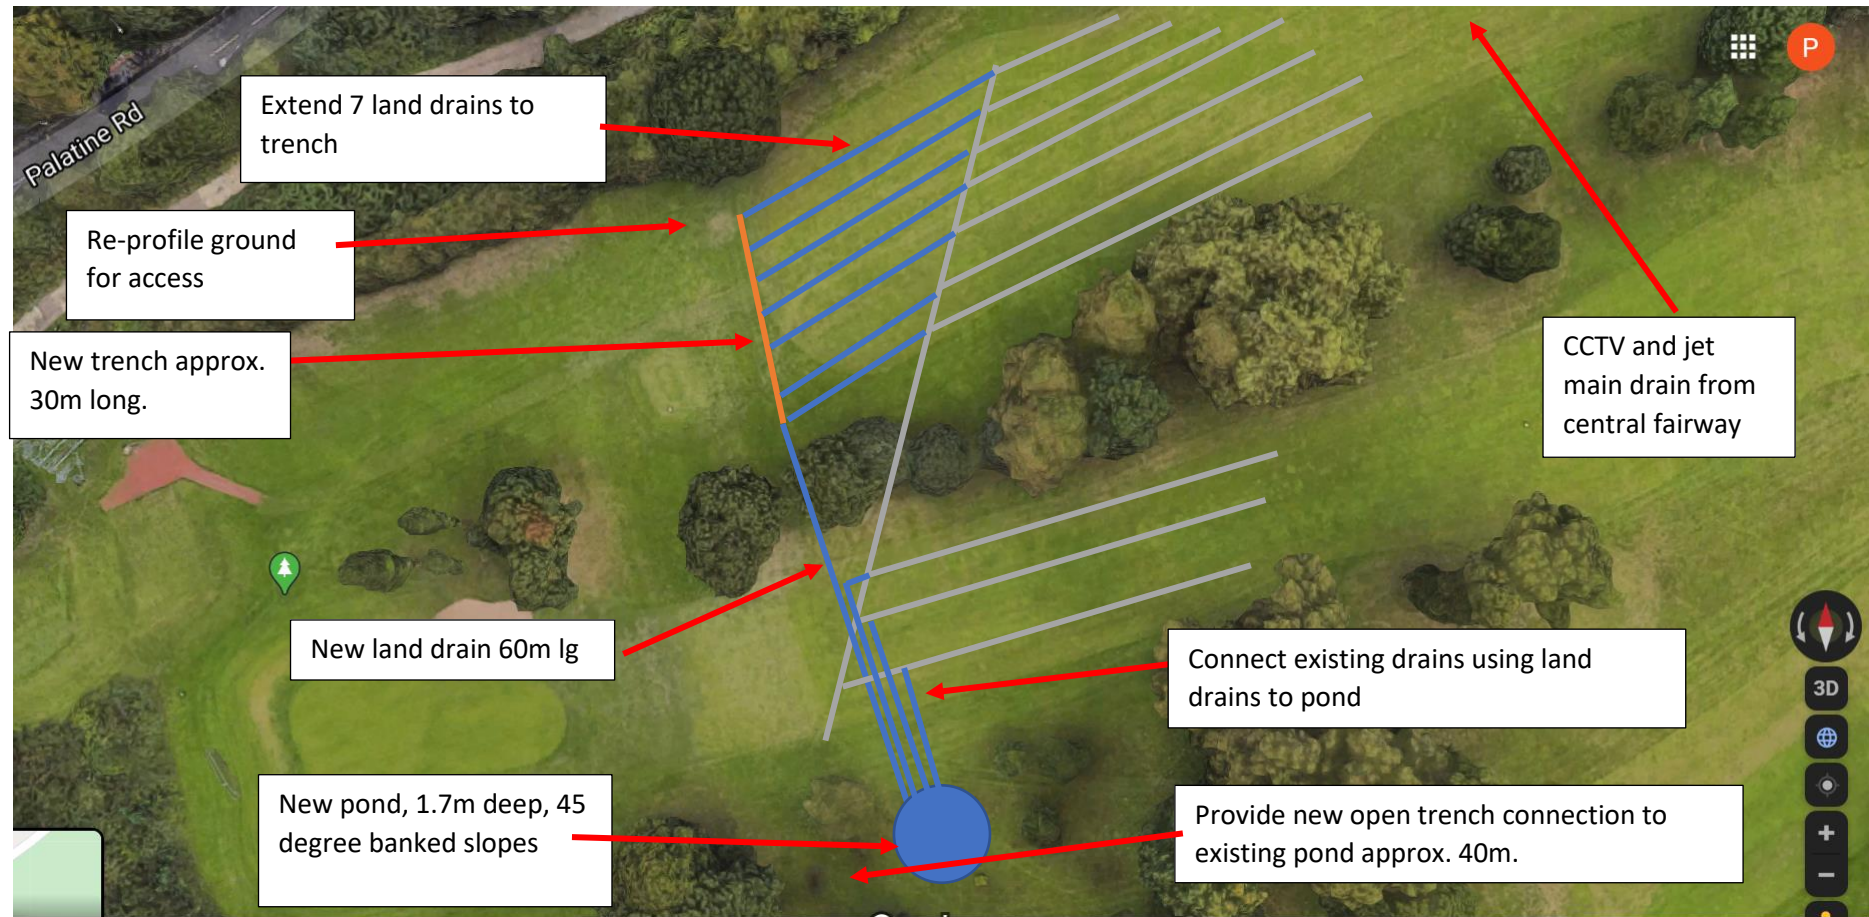 Palatine Rd
P
Extend 7 land drains to
trench
Re-profile ground
for access
New trench approx.
30m long.
CCTV and jet
main drain from
central fairway
New land drain 60m lg
Connect existing drains using land
drains to pond
3D
New pond, 1.7m deep, 45
degree banked slopes
Provide new open trench connection to
existing pond approx. 40m.
+
−